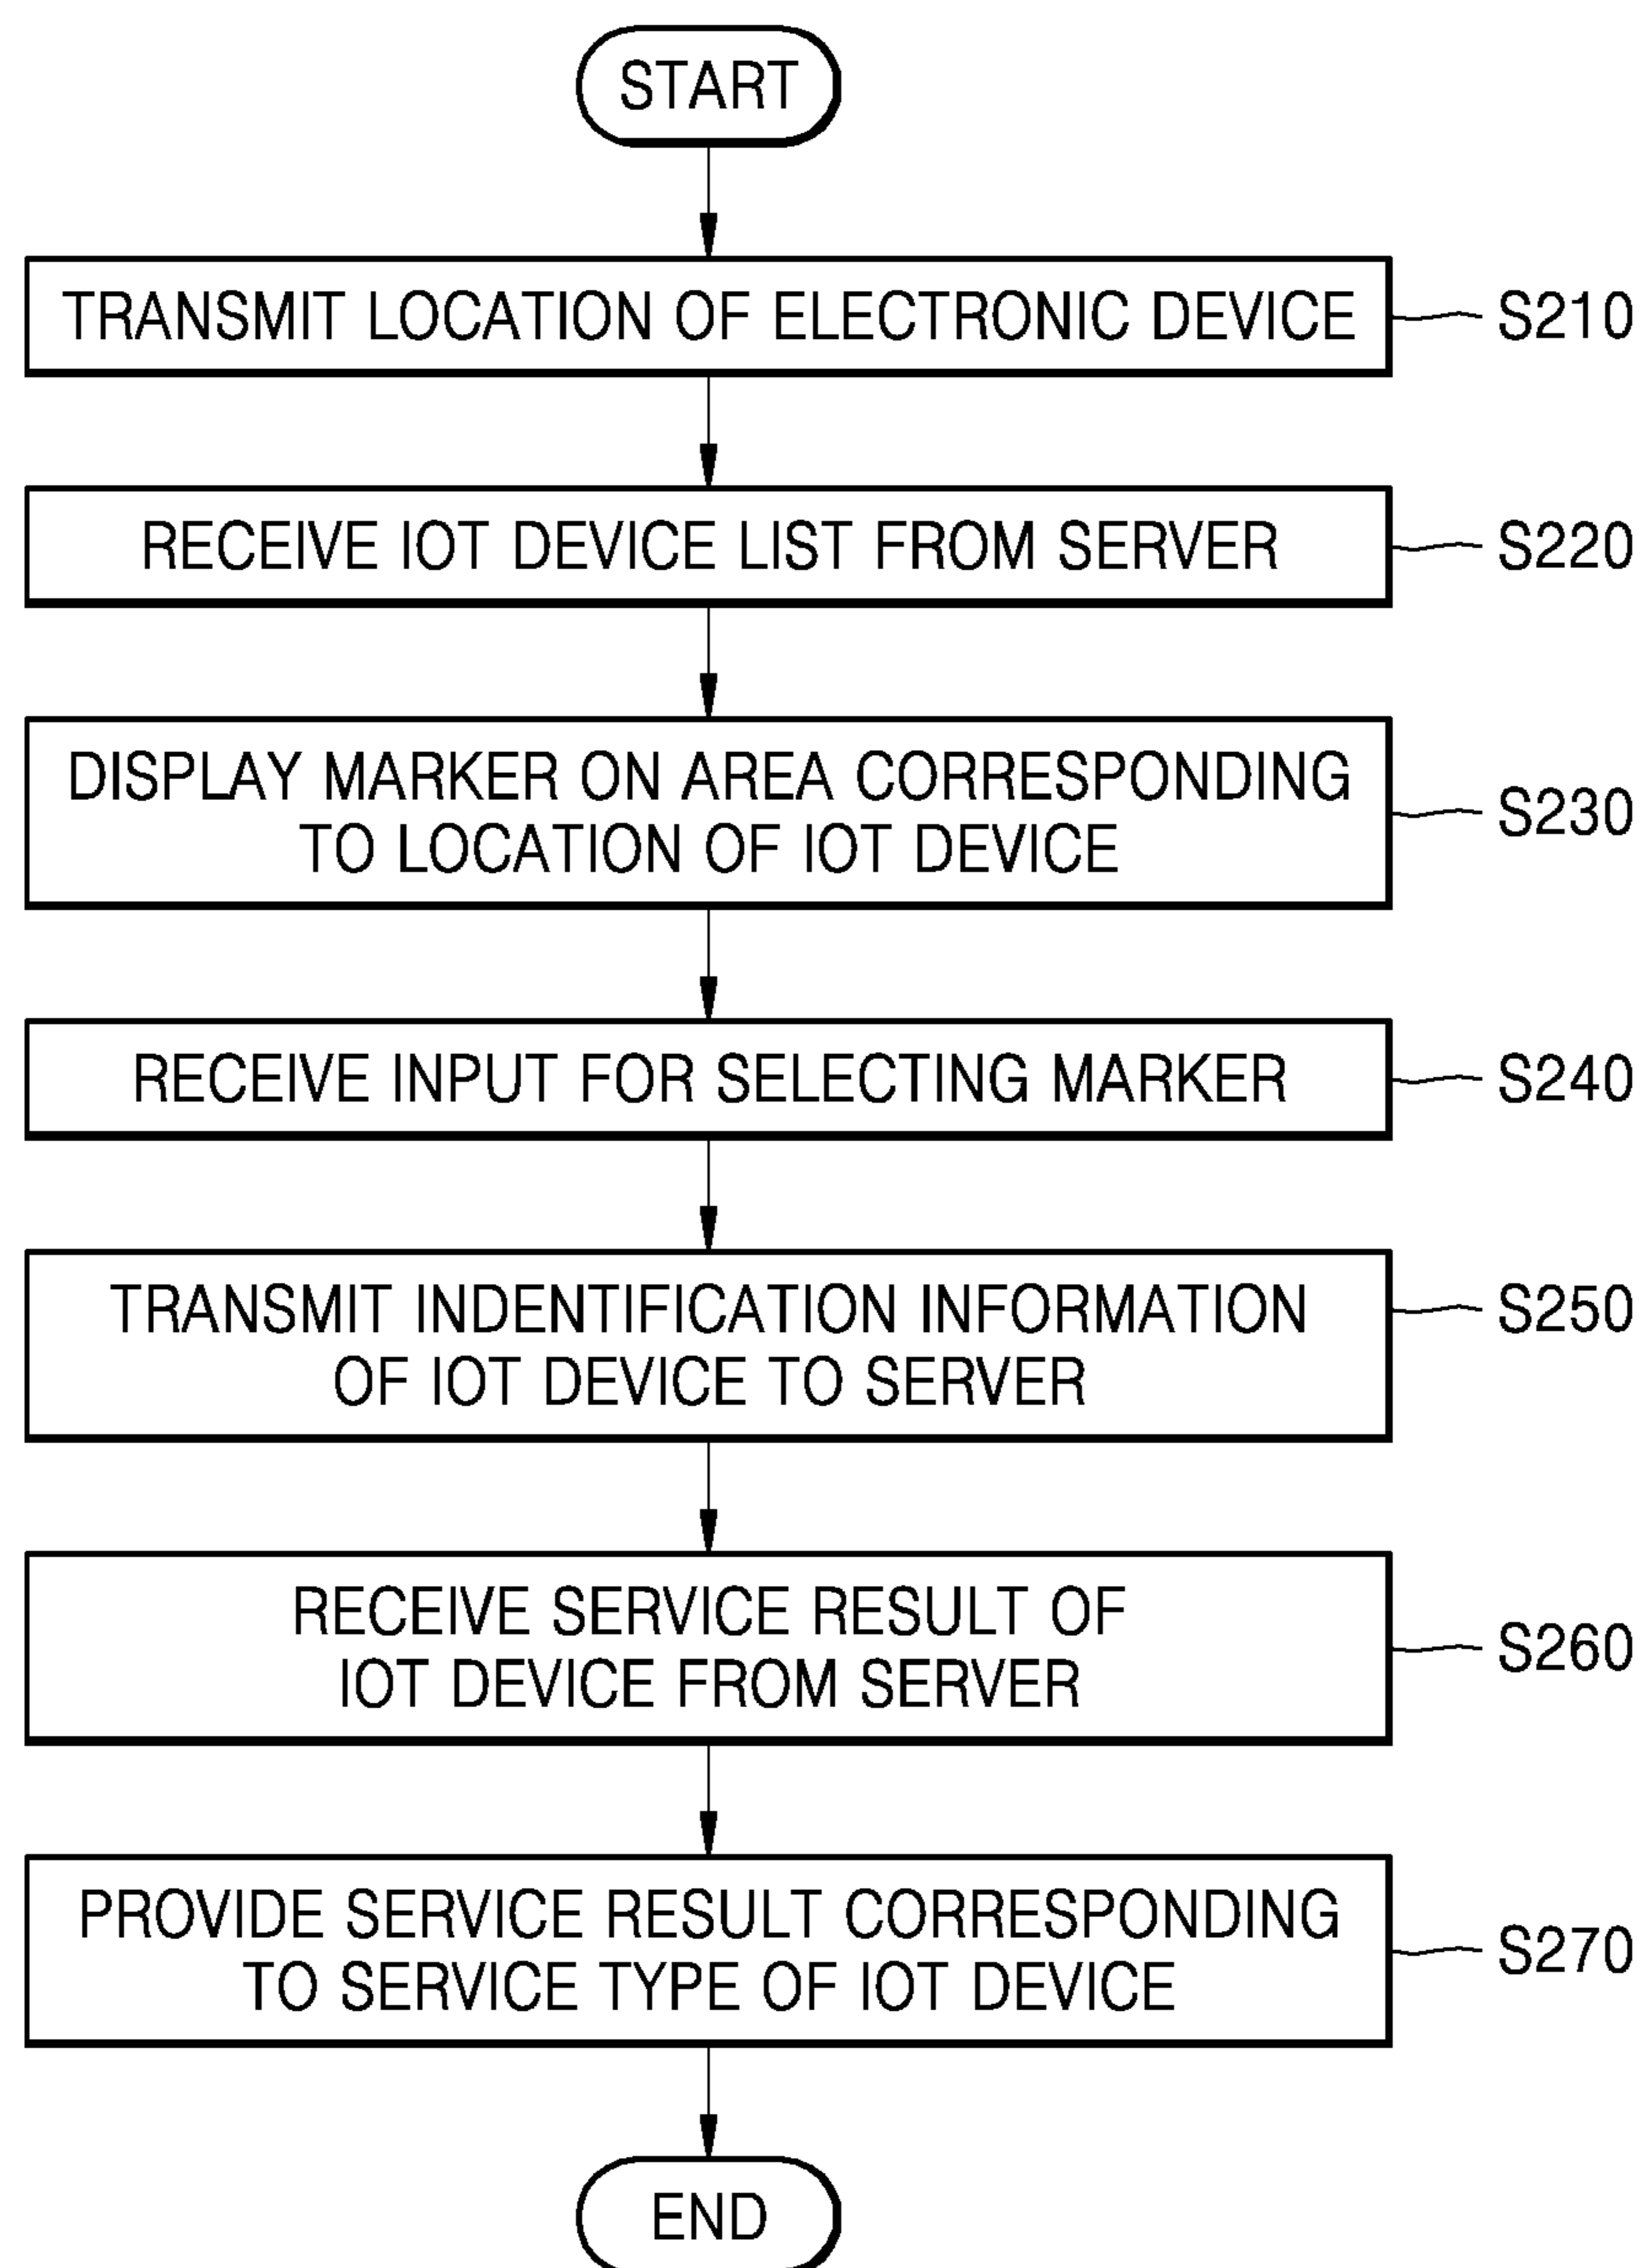 START
TRANSMIT LOCATION OF ELECTRONIC DEVICE
S210
RECEIVE IOT DEVICE LIST FROM SERVER
S220
DISPLAY MARKER ON AREA CORRESPONDING
TO LOCATION OF IOT DEVICE
S230
RECEIVE INPUT FOR SELECTING MARKER
S240
TRANSMIT INDENTIFICATION INFORMATION
OF IOT DEVICE TO SERVER
S250
RECEIVE SERVICE RESULT OF
IOT DEVICE FROM SERVER
S260
PROVIDE SERVICE RESULT CORRESPONDING
TO SERVICE TYPE OF IOT DEVICE
S270
END